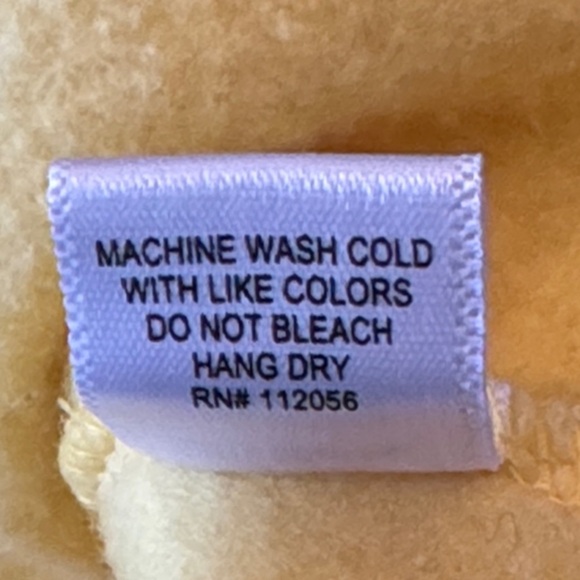 MACHINE WASH COLD
WITH LIKE COLORS
DO NOT BLEACH
HANG DRY
RN# 112056